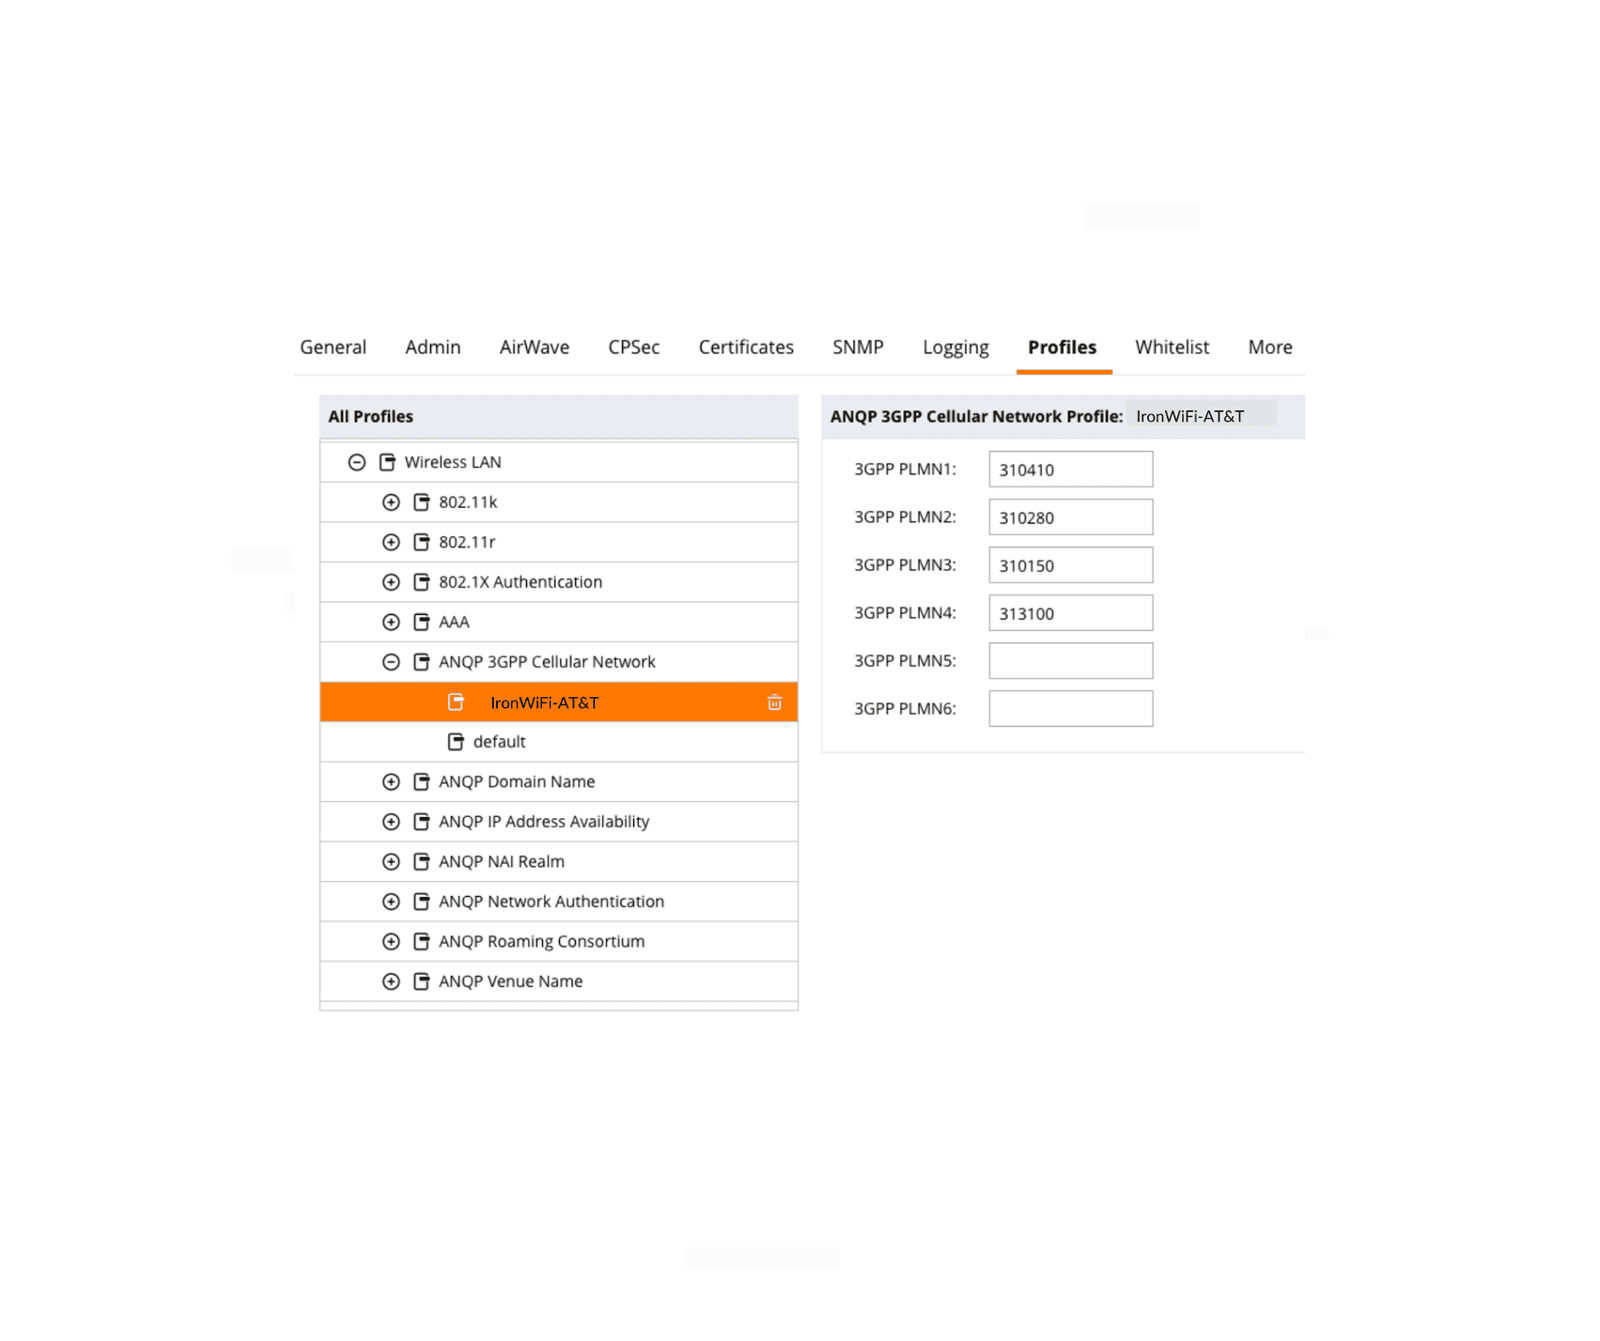 General Admin AirWave CPSec Certificates SNMP Logging Profiles Whitelist More
All Profiles
Wireless LAN
802.11k
802.11r
802.1X Authentication
AAA
ANQP 3GPP Cellular Network
IronWiFi-AT&T
default
ANQP Domain Name
ANQP IP Address Availability
ANQP NAI Realm
ANQP Network Authentication
ANQP Roaming Consortium
ANQP Venue Name
ANQP 3GPP Cellular Network Profile: IronWiFi-AT&T
3GPP PLMN1: 310410
3GPP PLMN2: 310280
3GPP PLMN3: 310150
3GPP PLMN4: 313100
3GPP PLMN5:
3GPP PLMN6: